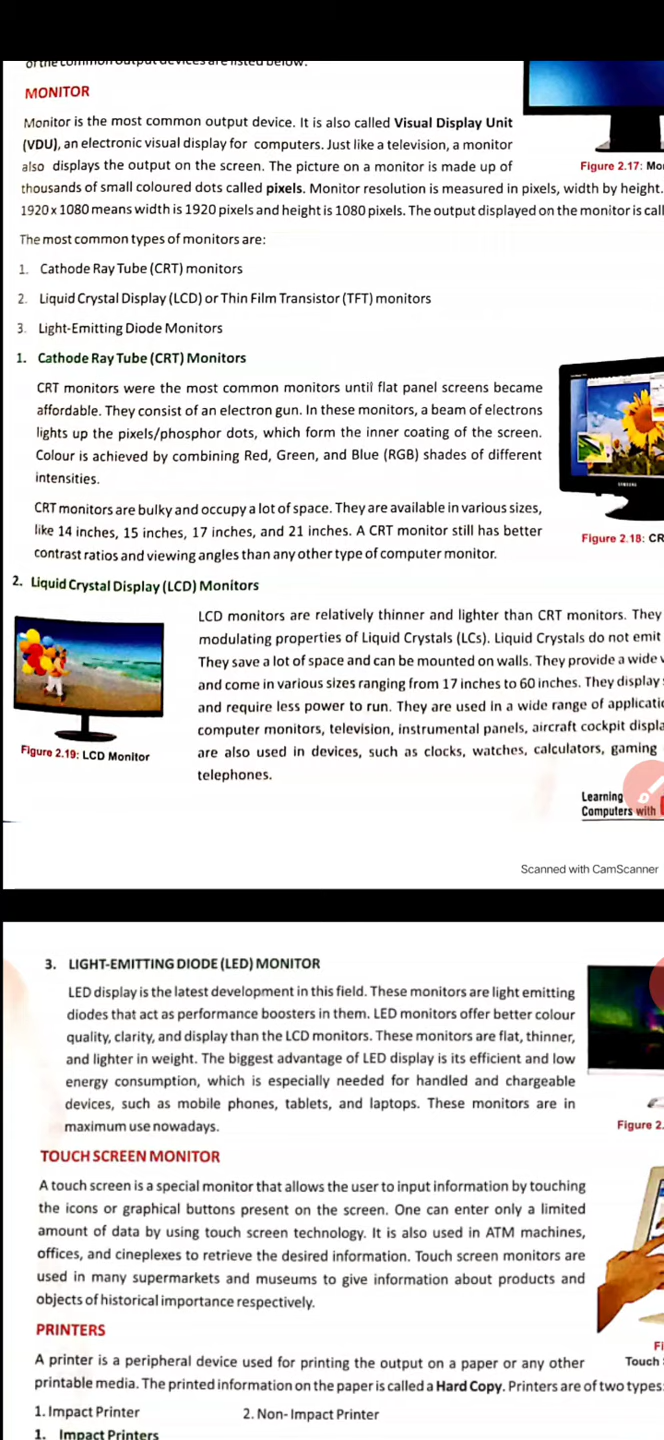 of the common output devices are listed below.
MONITOR
Monitor is the most common output device. It is also called Visual Display Unit
(VDU), an electronic visual display for computers. Just like a television, a monitor
also displays the output on the screen. The picture on a monitor is made up of
Figure 2.17: Mo
thousands of small coloured dots called pixels. Monitor resolution is measured in pixels, width by height.
1920 x 1080 means width is 1920 pixels and height is 1080 pixels. The output displayed on the monitor is call
The most common types of monitors are:
1. Cathode Ray Tube (CRT) monitors
2. Liquid Crystal Display (LCD) or Thin Film Transistor (TFT) monitors
3. Light-Emitting Diode Monitors
1. Cathode Ray Tube (CRT) Monitors
CRT monitors were the most common monitors until flat panel screens became
affordable. They consist of an electron gun. In these monitors, a beam of electrons
lights up the pixels/phosphor dots, which form the inner coating of the screen.
Colour is achieved by combining Red, Green, and Blue (RGB) shades of different
intensities.
SAMSUNG
CRT monitors are bulky and occupy a lot of space. They are available in various sizes,
like 14 inches, 15 inches, 17 inches, and 21 inches. A CRT monitor still has better
contrast ratios and viewing angles than any other type of computer monitor.
Figure 2.18: CR
2. Liquid Crystal Display (LCD) Monitors
LCD monitors are relatively thinner and lighter than CRT monitors. They
modulating properties of Liquid Crystals (LCs). Liquid Crystals do not emit
They save a lot of space and can be mounted on walls. They provide a wide v
and come in various sizes ranging from 17 inches to 60 inches. They display
and require less power to run. They are used in a wide range of applicatio
computer monitors, television, instrumental panels, aircraft cockpit displa
are also used in devices, such as clocks, watches, calculators, gaming
telephones.
Figure 2.19: LCD Monitor
Learning
Computers with
Scanned with CamScanner
3. LIGHT-EMITTING DIODE (LED) MONITOR
LED display is the latest development in this field. These monitors are light emitting
diodes that act as performance boosters in them. LED monitors offer better colour
quality, clarity, and display than the LCD monitors. These monitors are flat, thinner,
and lighter in weight. The biggest advantage of LED display is its efficient and low
energy consumption, which is especially needed for handled and chargeable
devices, such as mobile phones, tablets, and laptops. These monitors are in
maximum use nowadays.
Figure 2.
TOUCH SCREEN MONITOR
A touch screen is a special monitor that allows the user to input information by touching
the icons or graphical buttons present on the screen. One can enter only a limited
amount of data by using touch screen technology. It is also used in ATM machines,
offices, and cineplexes to retrieve the desired information. Touch screen monitors are
used in many supermarkets and museums to give information about products and
objects of historical importance respectively.
PRINTERS
Fi
Touch
A printer is a peripheral device used for printing the output on a paper or any other
printable media. The printed information on the paper is called a Hard Copy. Printers are of two types:
1. Impact Printer 2. Non- Impact Printer
1. Impact Printers